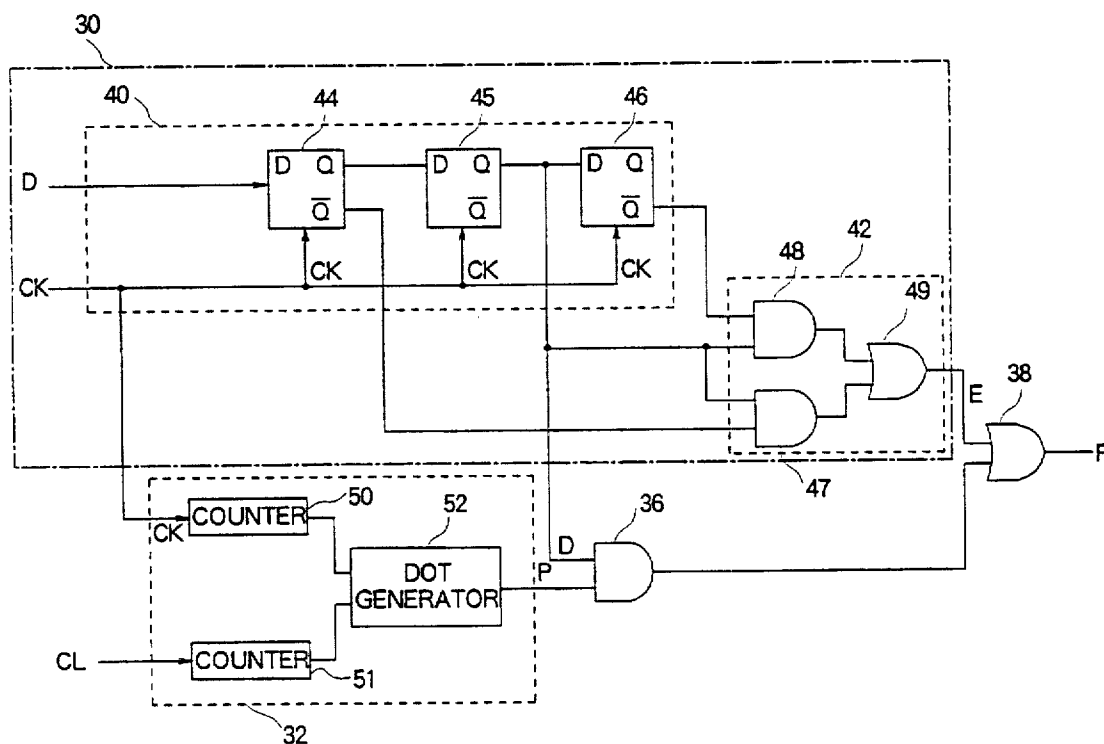 30
40
44
45
46
D
D Q
Q̅
D Q
Q̅
D Q
Q̅
CK
CK
CK
CK
48
42
49
E
38
F
47
50
COUNTER
CK
52
DOT
GENERATOR
36
D
P
CL
COUNTER
51
32